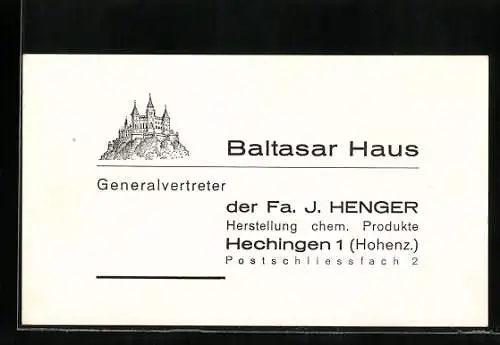 Baltasar Haus
Generalvertreter
der Fa. J. HENGER
Herstellung chem. Produkte
Hechingen 1 (Hohenz.)
Postschliessfach 2